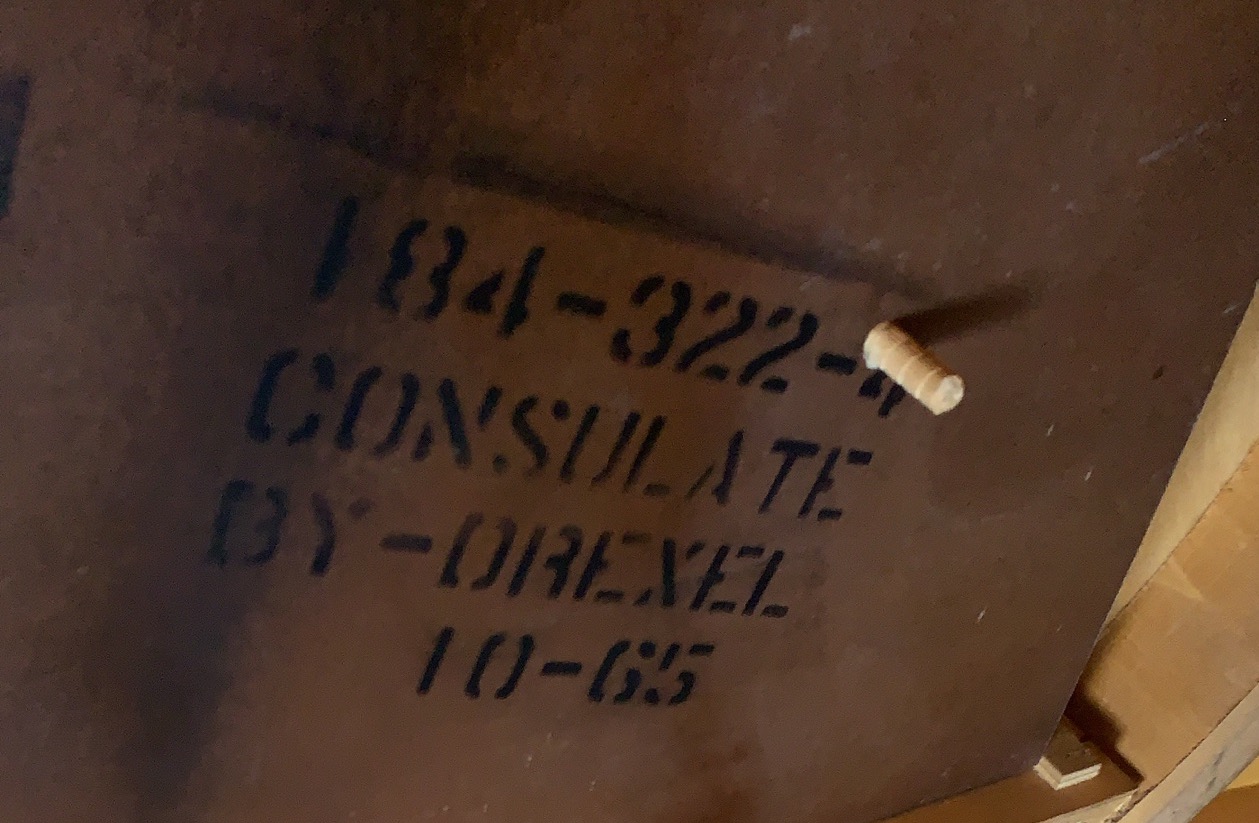 184-322-4
CONSULATE
BY-DREXEL
10-65